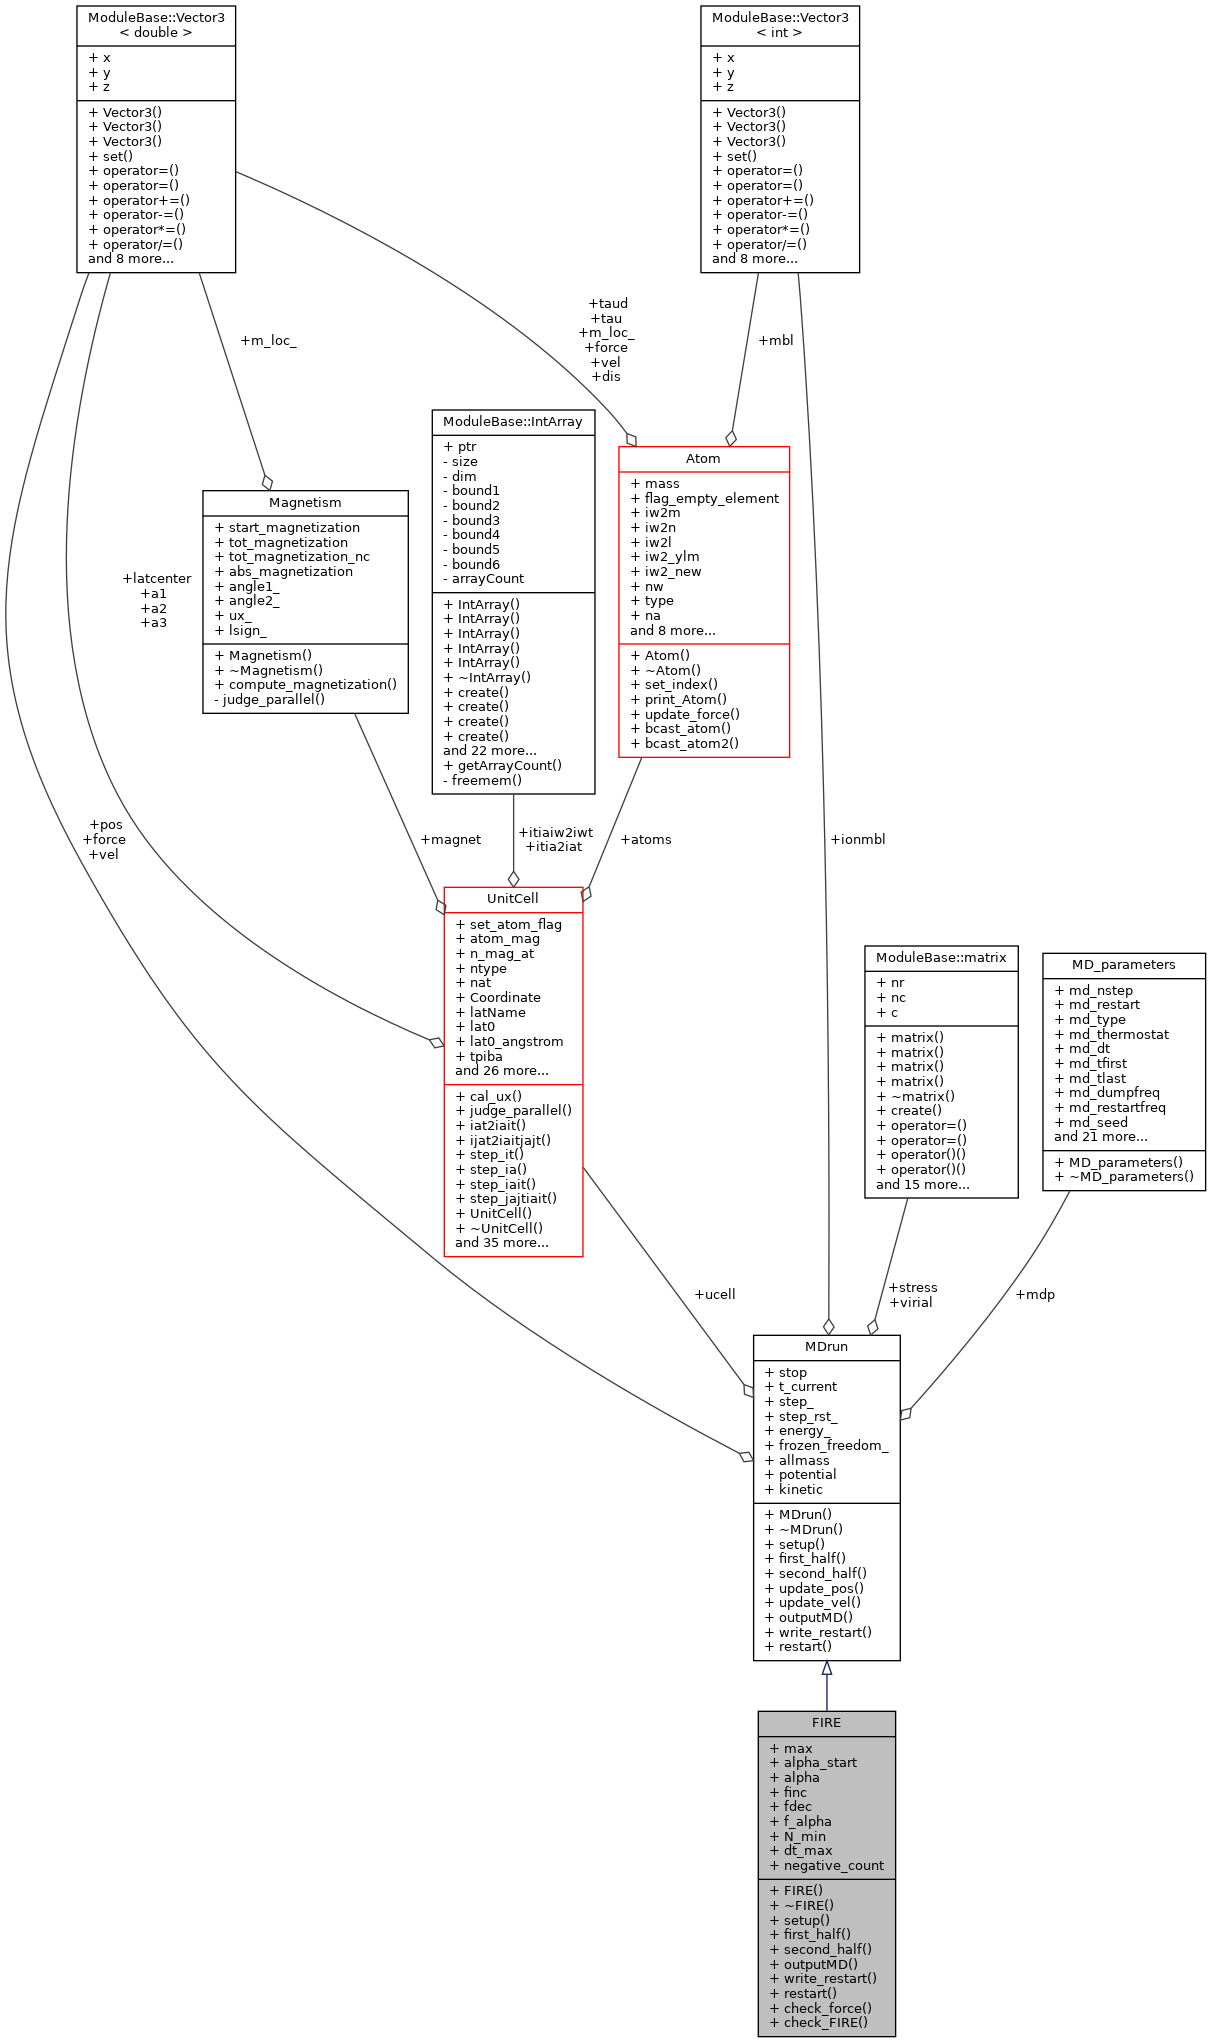 ModuleBase::Vector3
< double >
+ x
+ y
+ z
+ Vector3()
+ Vector3()
+ Vector3()
+ set()
+ operator=()
+ operator=()
+ operator+=()
+ operator-=()
+ operator*=()
+ operator/=()
and 8 more...
ModuleBase::Vector3
< int >
+ x
+ y
+ z
+ Vector3()
+ Vector3()
+ Vector3()
+ set()
+ operator=()
+ operator=()
+ operator+=()
+ operator-=()
+ operator*=()
+ operator/=()
and 8 more...
+m_loc_
+taud
+tau
+m_loc_
+force
+vel
+dis
+mbl
ModuleBase::IntArray
+ ptr
- size
- dim
- bound1
- bound2
- bound3
- bound4
- bound5
- bound6
- arrayCount
+ IntArray()
+ IntArray()
+ IntArray()
+ IntArray()
+ IntArray()
+ ~IntArray()
+ create()
+ create()
+ create()
+ create()
and 22 more...
+ getArrayCount()
- freemem()
Atom
+ mass
+ flag_empty_element
+ iw2m
+ iw2n
+ iw2l
+ iw2_ylm
+ iw2_new
+ nw
+ type
+ na
and 8 more...
+ Atom()
+ ~Atom()
+ set_index()
+ print_Atom()
+ update_force()
+ bcast_atom()
+ bcast_atom2()
Magnetism
+ start_magnetization
+ tot_magnetization
+ tot_magnetization_nc
+ abs_magnetization
+ angle1_
+ angle2_
+ ux_
+ lsign_
+ Magnetism()
+ ~Magnetism()
+ compute_magnetization()
- judge_parallel()
+latcenter
+a1
+a2
+a3
+pos
+force
+vel
+magnet
+itiaiw2iwt
+itia2iat
+atoms
+ionmbl
UnitCell
+ set_atom_flag
+ atom_mag
+ n_mag_at
+ ntype
+ nat
+ Coordinate
+ latName
+ lat0
+ lat0_angstrom
+ tpiba
and 26 more...
+ cal_ux()
+ judge_parallel()
+ iat2iait()
+ ijat2iaitjajt()
+ step_it()
+ step_ia()
+ step_iait()
+ step_jajtiait()
+ UnitCell()
+ ~UnitCell()
and 35 more...
ModuleBase::matrix
+ nr
+ nc
+ c
+ matrix()
+ matrix()
+ matrix()
+ matrix()
+ ~matrix()
+ create()
+ operator=()
+ operator=()
+ operator()()
+ operator()()
and 15 more...
MD_parameters
+ md_nstep
+ md_restart
+ md_type
+ md_thermostat
+ md_dt
+ md_tfirst
+ md_tlast
+ md_dumpfreq
+ md_restartfreq
+ md_seed
and 21 more...
+ MD_parameters()
+ ~MD_parameters()
+ucell
+stress
+virial
+mdp
MDrun
+ stop
+ t_current
+ step_
+ step_rst_
+ energy_
+ frozen_freedom_
+ allmass
+ potential
+ kinetic
+ MDrun()
+ ~MDrun()
+ setup()
+ first_half()
+ second_half()
+ update_pos()
+ update_vel()
+ outputMD()
+ write_restart()
+ restart()
FIRE
+ max
+ alpha_start
+ alpha
+ finc
+ fdec
+ f_alpha
+ N_min
+ dt_max
+ negative_count
+ FIRE()
+ ~FIRE()
+ setup()
+ first_half()
+ second_half()
+ outputMD()
+ write_restart()
+ restart()
+ check_force()
+ check_FIRE()